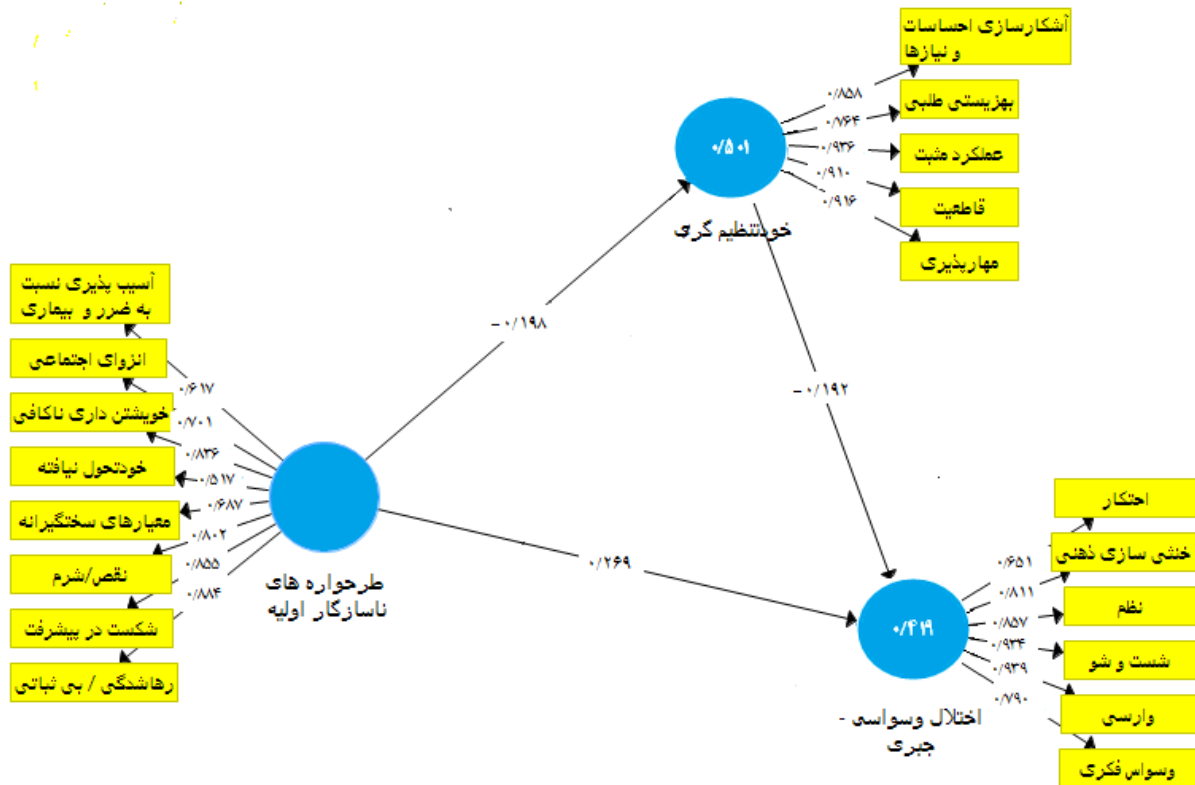 آشکارسازی احساسات
و نیازها
بهزیستی طلبی
عملکرد مثبت
قاطعیت
مهارپذیری
۰/۸۵۸
۰/۷۶۴
۰/۹۳۶
۰/۹۱۰
۰/۹۱۶
۰/۵۰۱
خودتنظیم گری
-۰/۱۹۸
-۰/۱۹۲
۰/۲۶۹
آسیب پذیری نسبت
به ضرر و بیماری
انزوای اجتماعی
خویشتن داری ناکافی
خودتحول نیافته
معیارهای سختگیرانه
نقص/شرم
شکست در پیشرفت
رهاشدگی / بی ثباتی
۰/۶۱۷
۰/۷۰۱
۰/۸۳۶
۰/۵۱۷
۰/۶۸۷
۰/۸۰۲
۰/۸۵۵
۰/۸۸۴
طرحواره های
ناسازگار اولیه
احتکار
خنثی سازی ذهنی
نظم
شست و شو
وارسی
وسواس فکری
۰/۶۵۱
۰/۸۱۱
۰/۸۵۷
۰/۹۳۴
۰/۹۳۹
۰/۷۹۰
۰/۴۱۹
اختلال وسواسی -
جبری